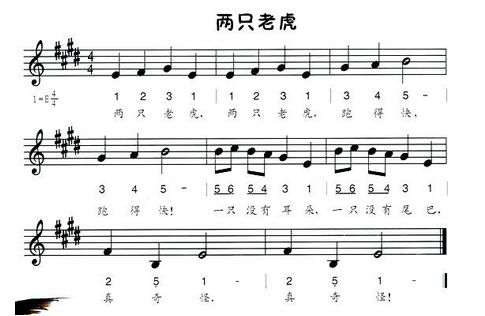 两只老虎
4 4
1=E 4/4 1 2 3 1 | 1 2 3 1 | 3 4 5 - |
两只老虎, 两只老虎, 跑得快,
3 4 5 - | 56 54 3 1 | 56 54 3 1
跑得快! 一只没有耳朵, 一只没有尾巴.
2 5̣ 1 - | 2 5̣ 1 - |
真奇怪. 真奇怪!